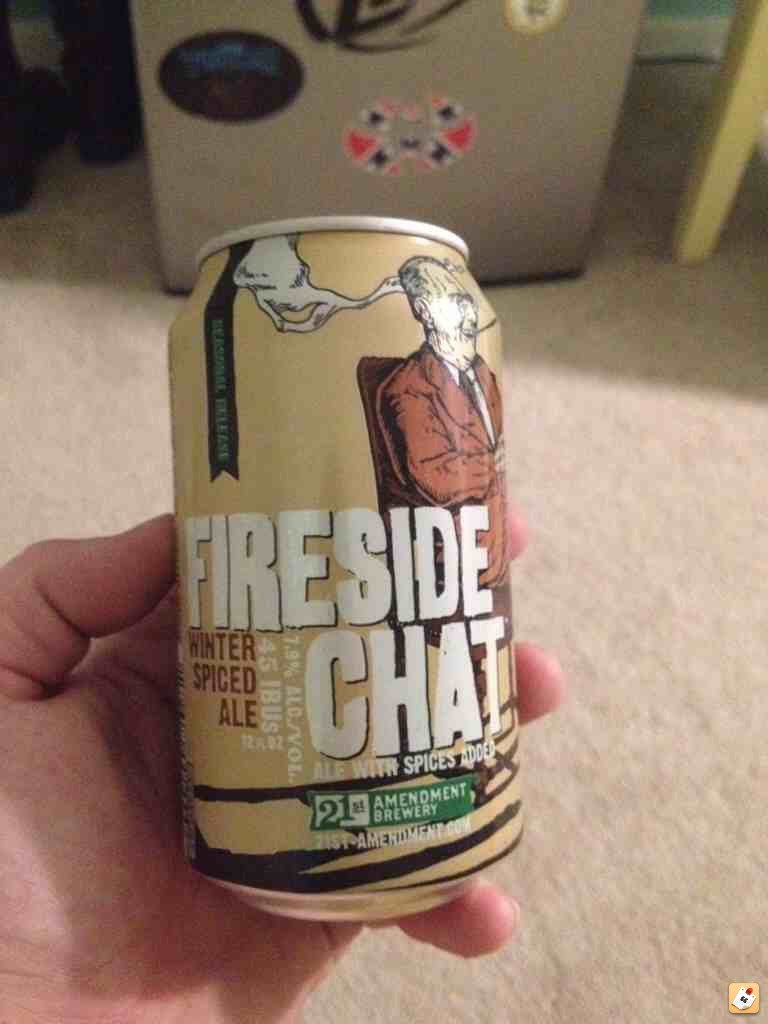 SEASONAL RELEASE
FIRESIDE
CHAT
WINTER
SPICED
ALE
45 IBUs
7.9% ALC./VOL.
12 FL OZ
ALE WITH SPICES ADDED
21st AMENDMENT
BREWERY
21ST-AMENDMENT.COM